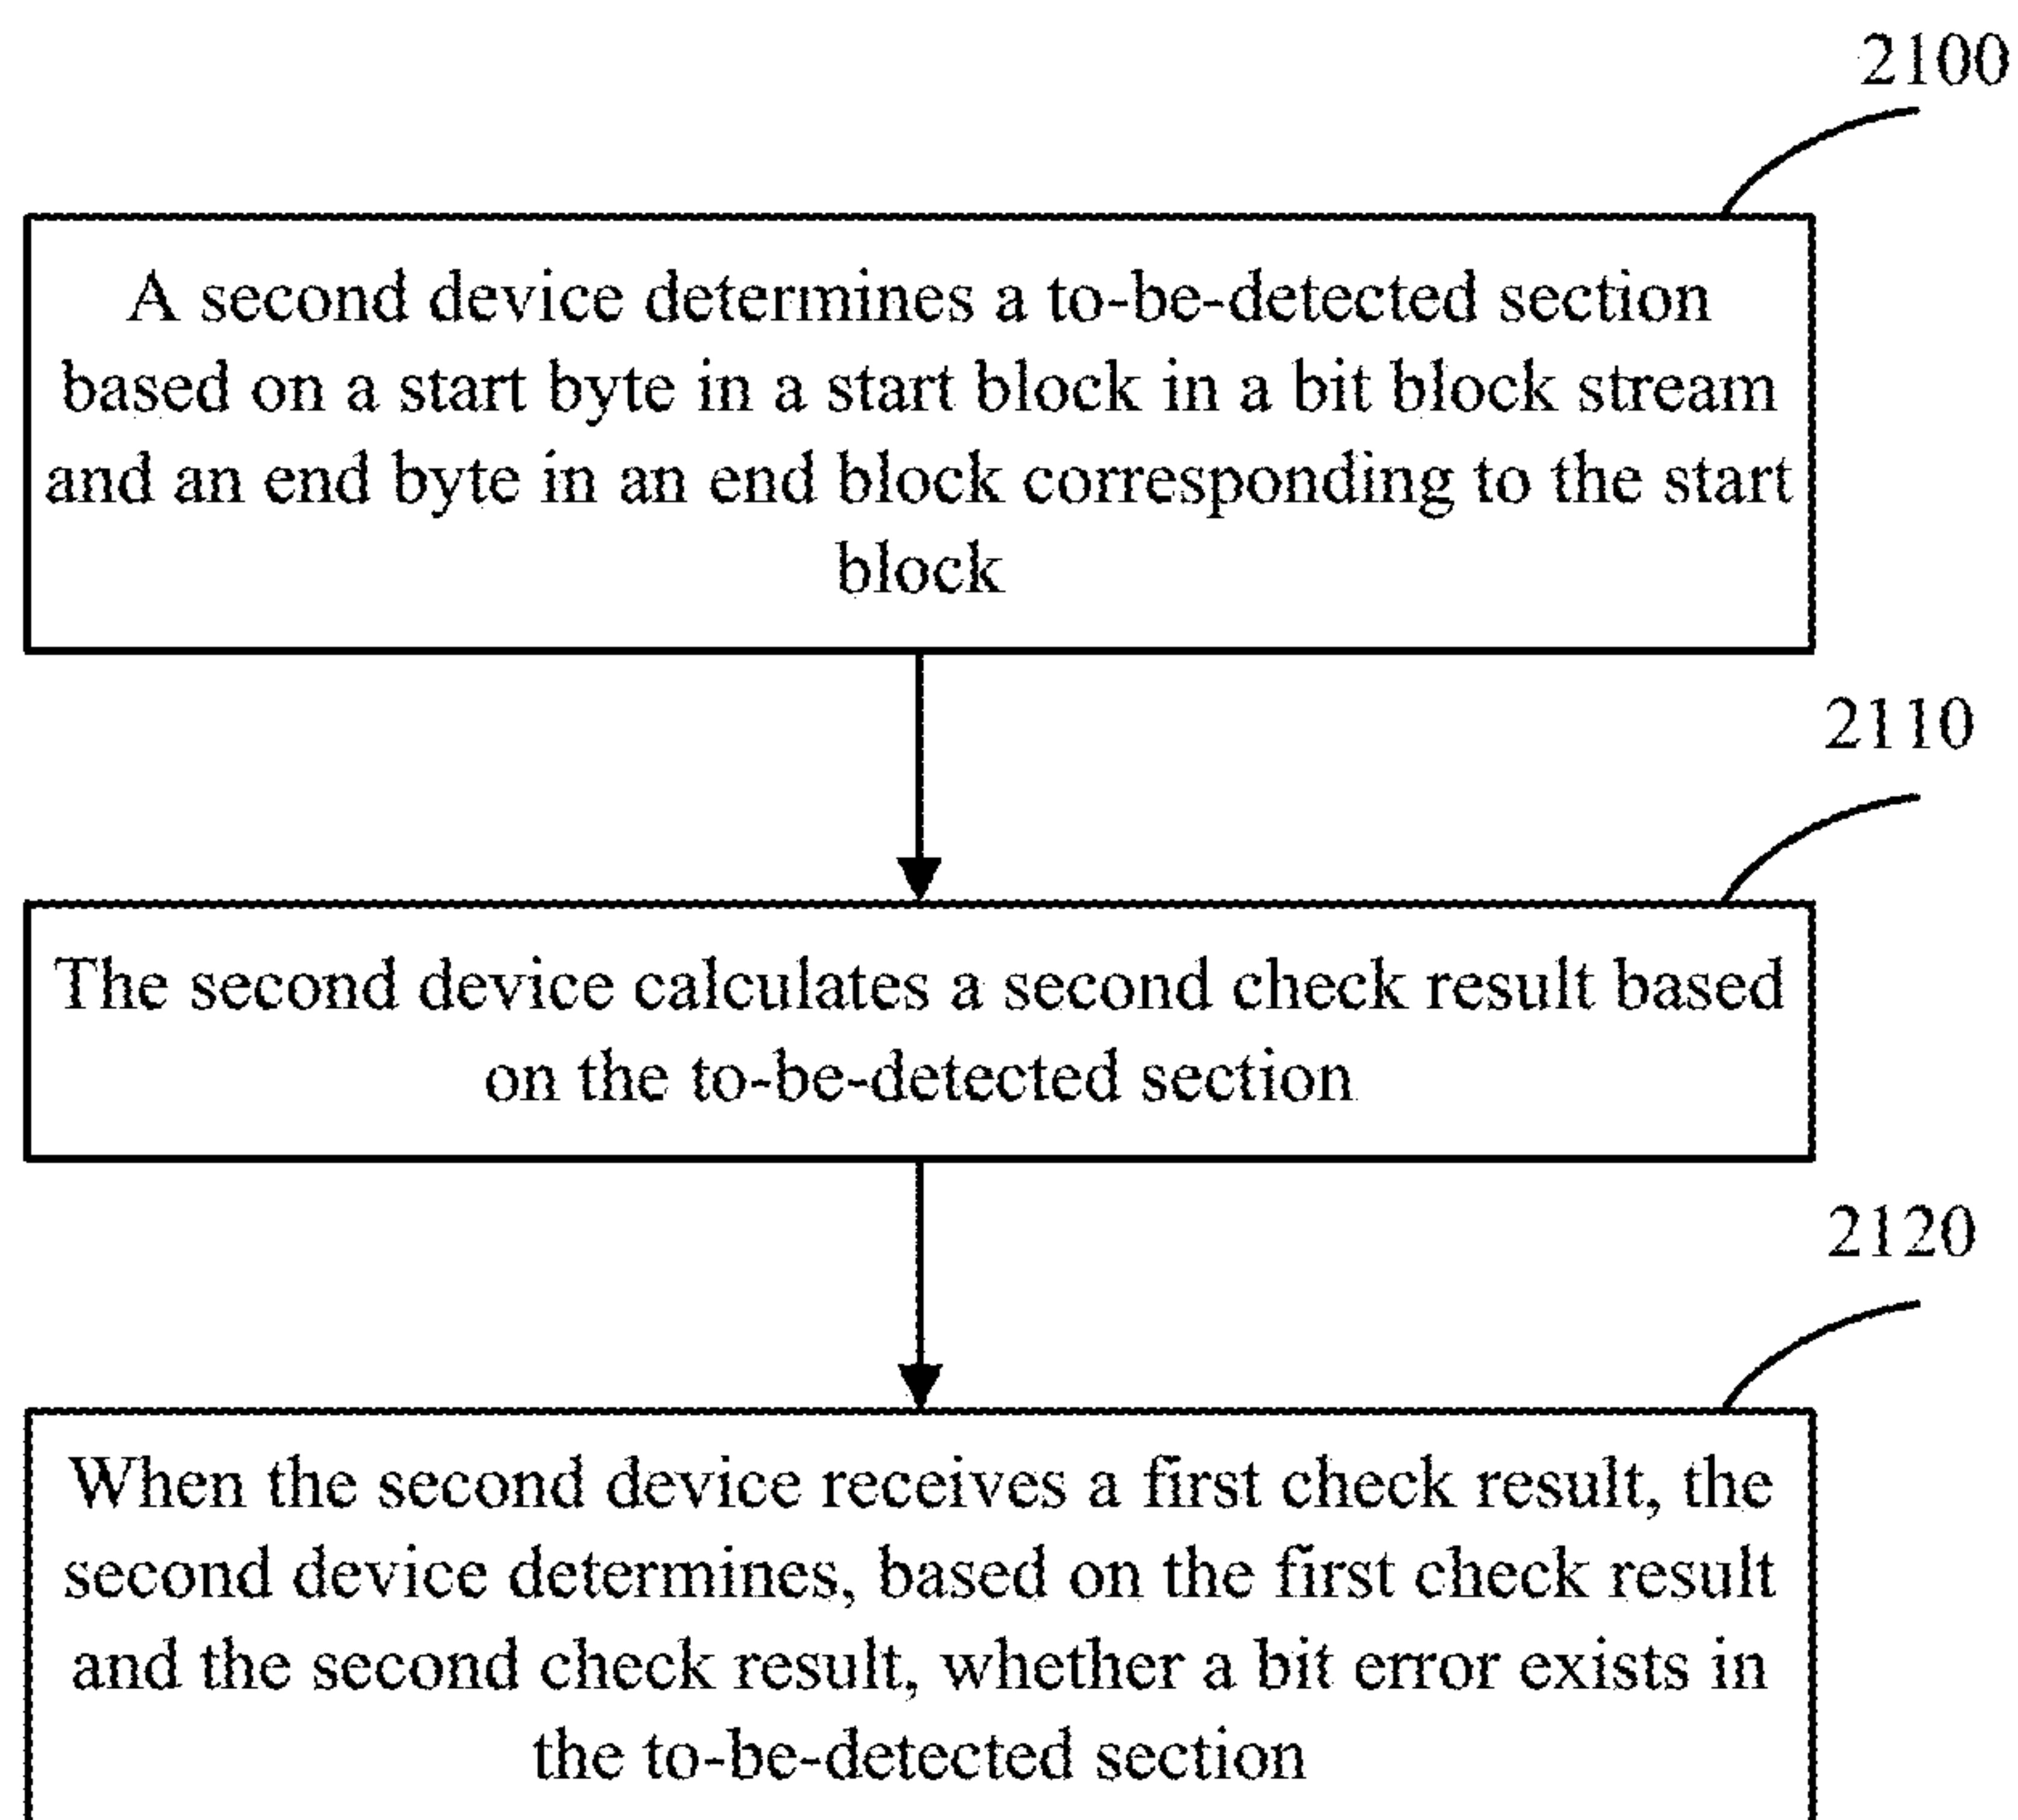 2100
A second device determines a to-be-detected section
based on a start byte in a start block in a bit block stream
and an end byte in an end block corresponding to the start
block
2110
The second device calculates a second check result based
on the to-be-detected section
2120
When the second device receives a first check result, the
second device determines, based on the first check result
and the second check result, whether a bit error exists in
the to-be-detected section